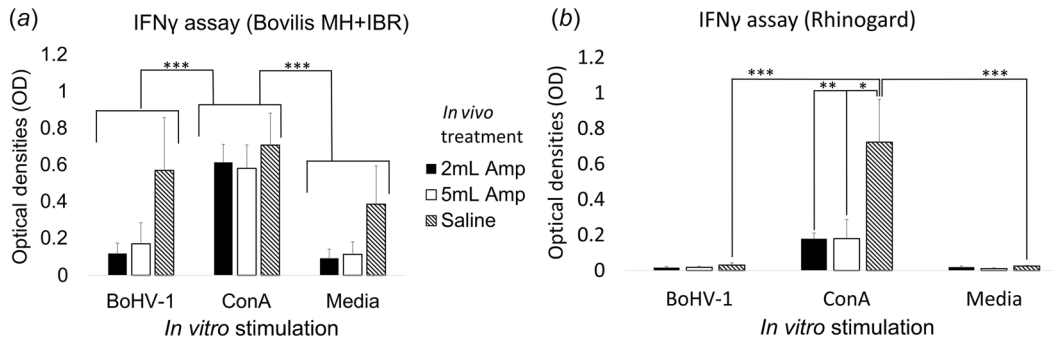 (a)
IFNγ assay (Bovilis MH+IBR)
Optical densities (OD)
1.2
1
0.8
0.6
0.4
0.2
0
*** ***
BoHV-1 ConA Media
In vitro stimulation
In vivo
treatment
2mL Amp
5mL Amp
Saline
(b)
IFNγ assay (Rhinogard)
Optical densities (OD)
1.2
1
0.8
0.6
0.4
0.2
0
*** ***
** *
BoHV-1 ConA Media
In vitro stimulation